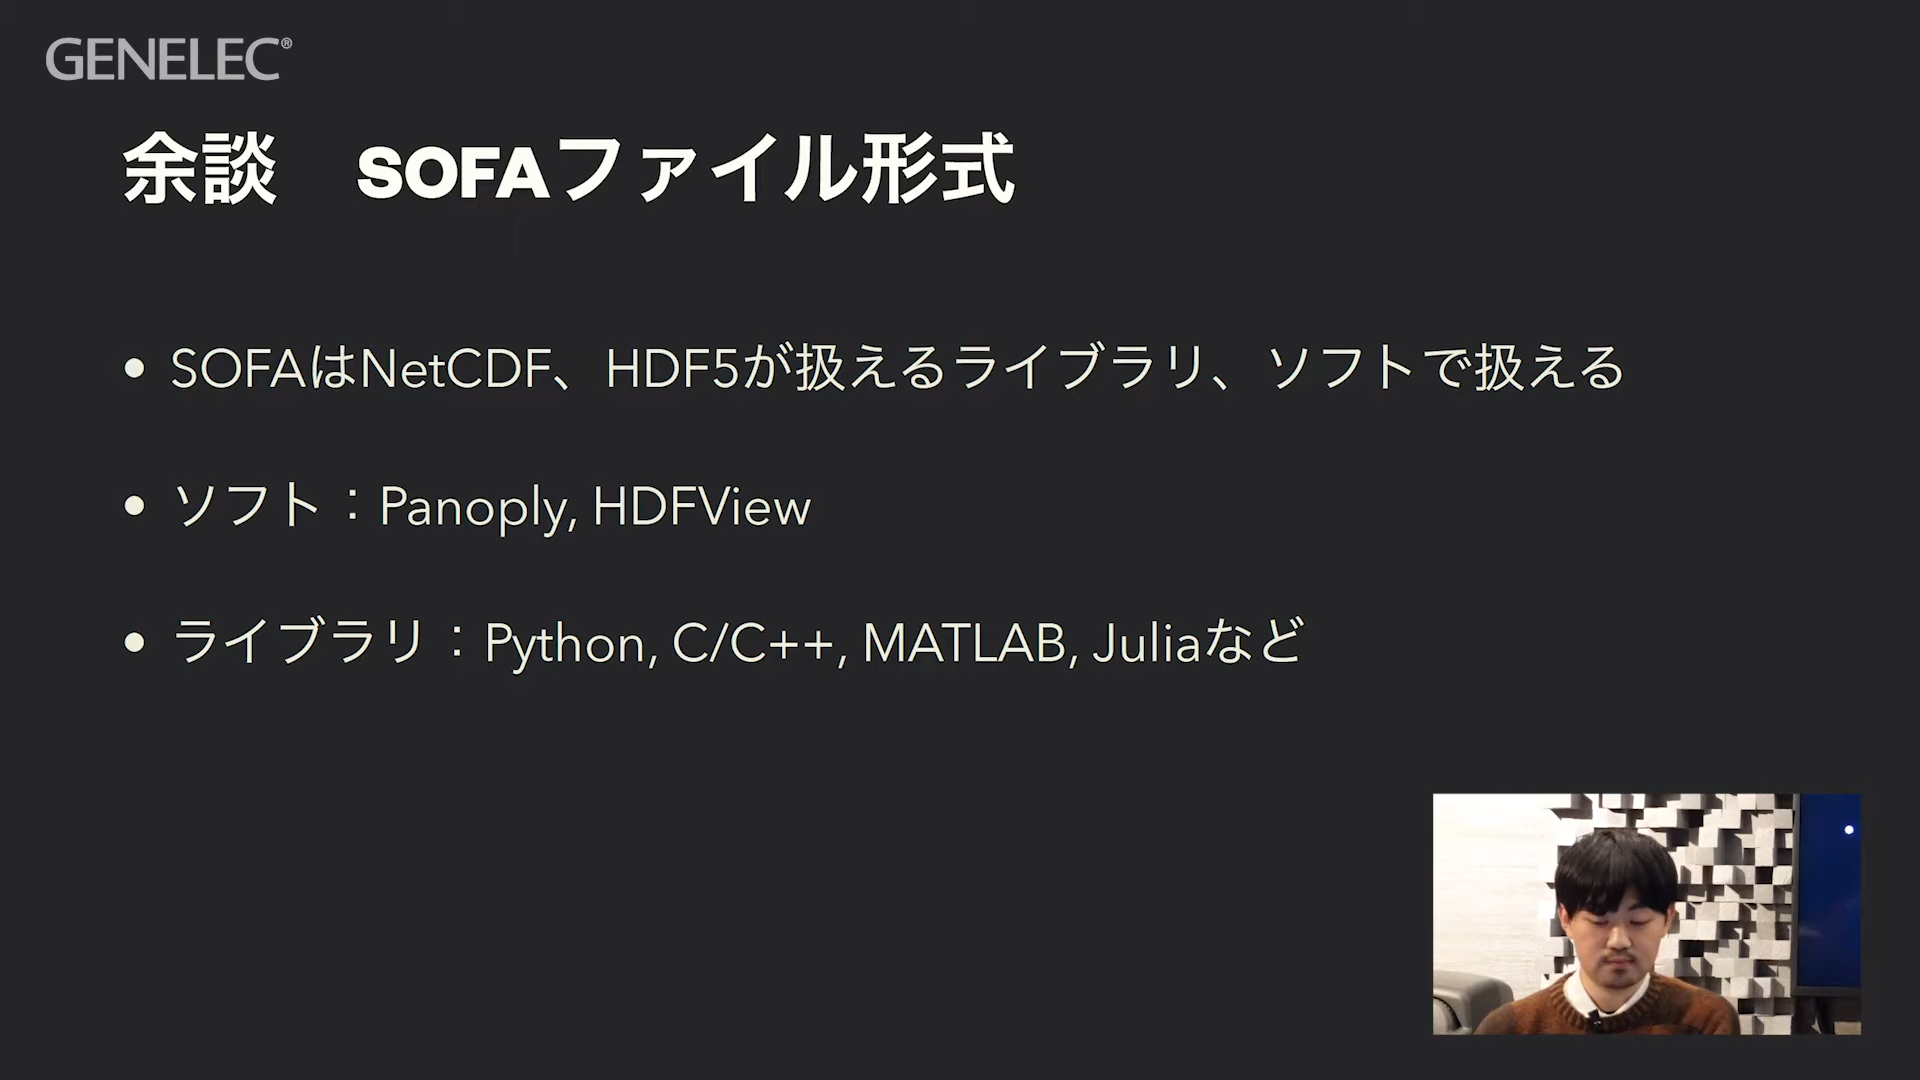 GENELEC®
余談　SOFAファイル形式
• SOFAはNetCDF、HDF5が扱えるライブラリ、ソフトで扱える
• ソフト：Panoply, HDFView
• ライブラリ：Python, C/C++, MATLAB, Juliaなど